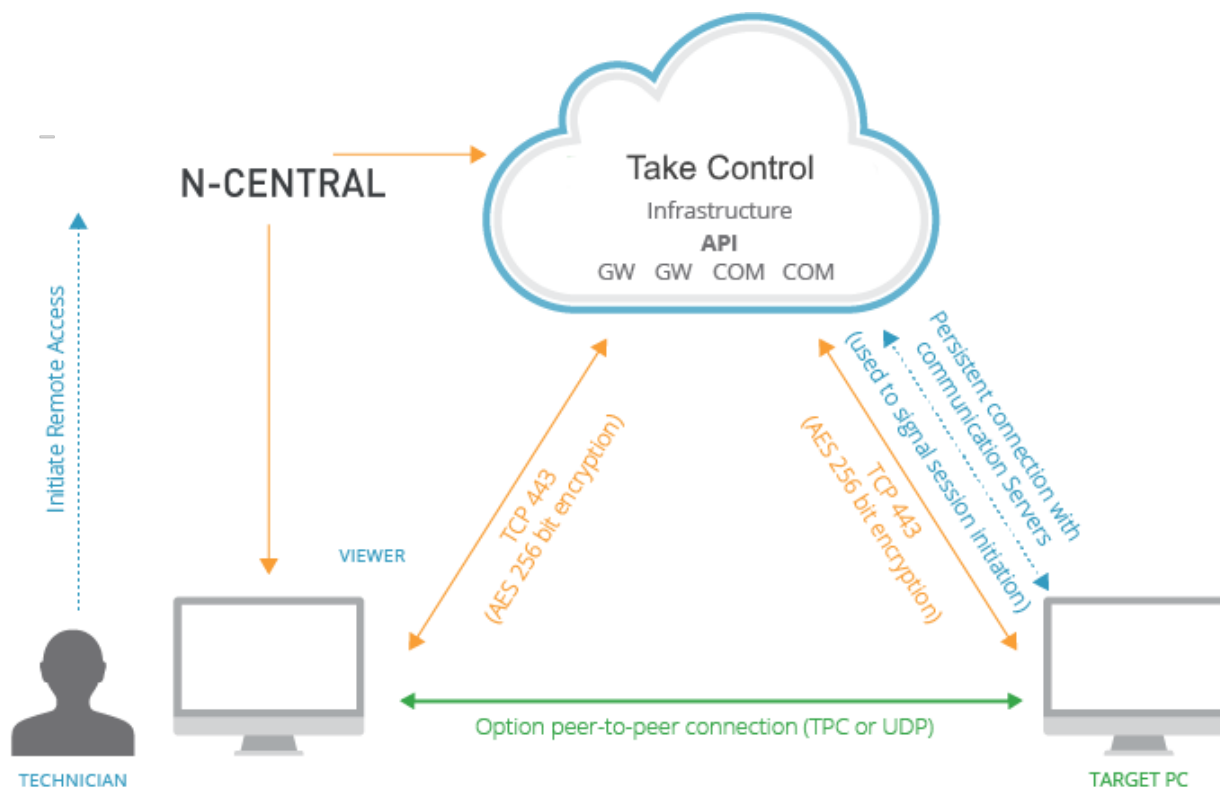 Take Control
Infrastructure
API
GW GW COM COM
N-CENTRAL
Initiate Remote Access
TCP 443
(AES 256 bit encryption)
TCP 443
(AES 256 bit encryption)
Persistent connection with
communication Servers
(used to signal session initiation)
VIEWER
Option peer-to-peer connection (TPC or UDP)
TECHNICIAN
TARGET PC